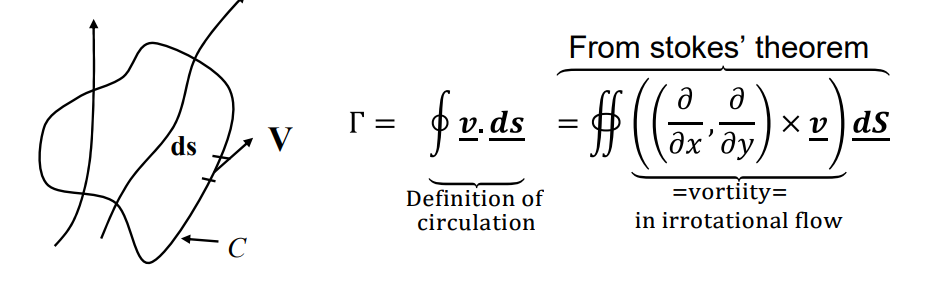 From stokes’ theorem
ds
V
Γ = ∮ v.ds = ∯ ((∂/∂x, ∂/∂y) × v) dS
Definition of
circulation
=vortiity=
in irrotational flow
C